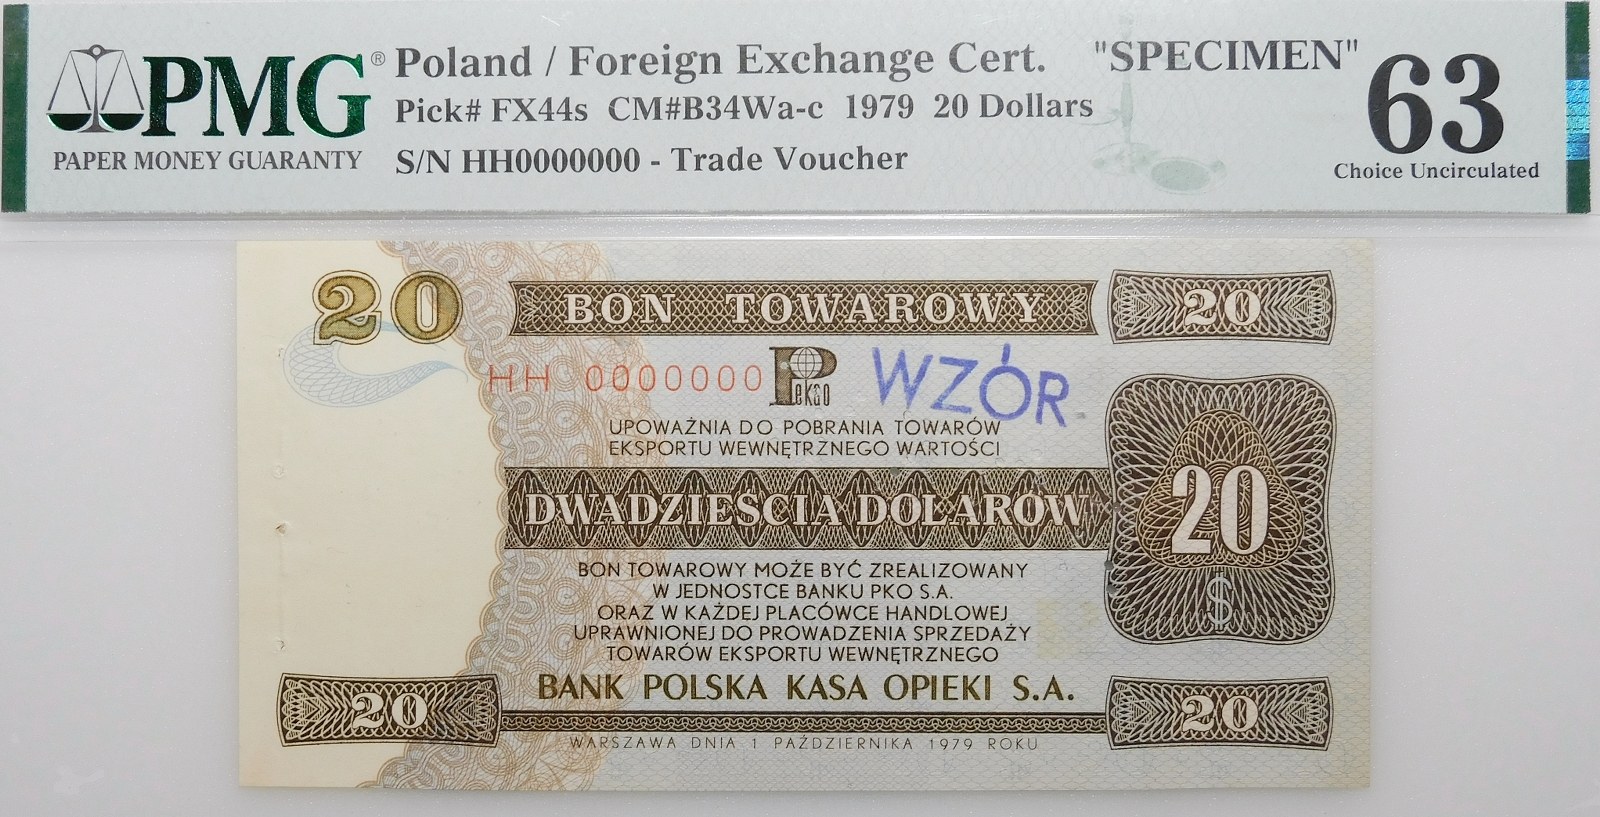 PMG® Poland / Foreign Exchange Cert. "SPECIMEN" 63
Pick# FX44s CM#B34Wa-c 1979 20 Dollars
PAPER MONEY GUARANTY S/N HH0000000 - Trade Voucher Choice Uncirculated
20 BON TOWAROWY 20
HH 0000000 Pekao WZÓR
UPOWAŻNIA DO POBRANIA TOWARÓW
EKSPORTU WEWNĘTRZNEGO WARTOŚCI
DWADZIEŚCIA DOLARÓW 20
$
BON TOWAROWY MOŻE BYĆ ZREALIZOWANY
W JEDNOSTCE BANKU PKO S.A.
ORAZ W KAŻDEJ PLACÓWCE HANDLOWEJ
UPRAWNIONEJ DO PROWADZENIA SPRZEDAŻY
TOWARÓW EKSPORTU WEWNĘTRZNEGO
BANK POLSKA KASA OPIEKI S.A.
20 20
WARSZAWA DNIA 1 PAŹDZIERNIKA 1979 ROKU